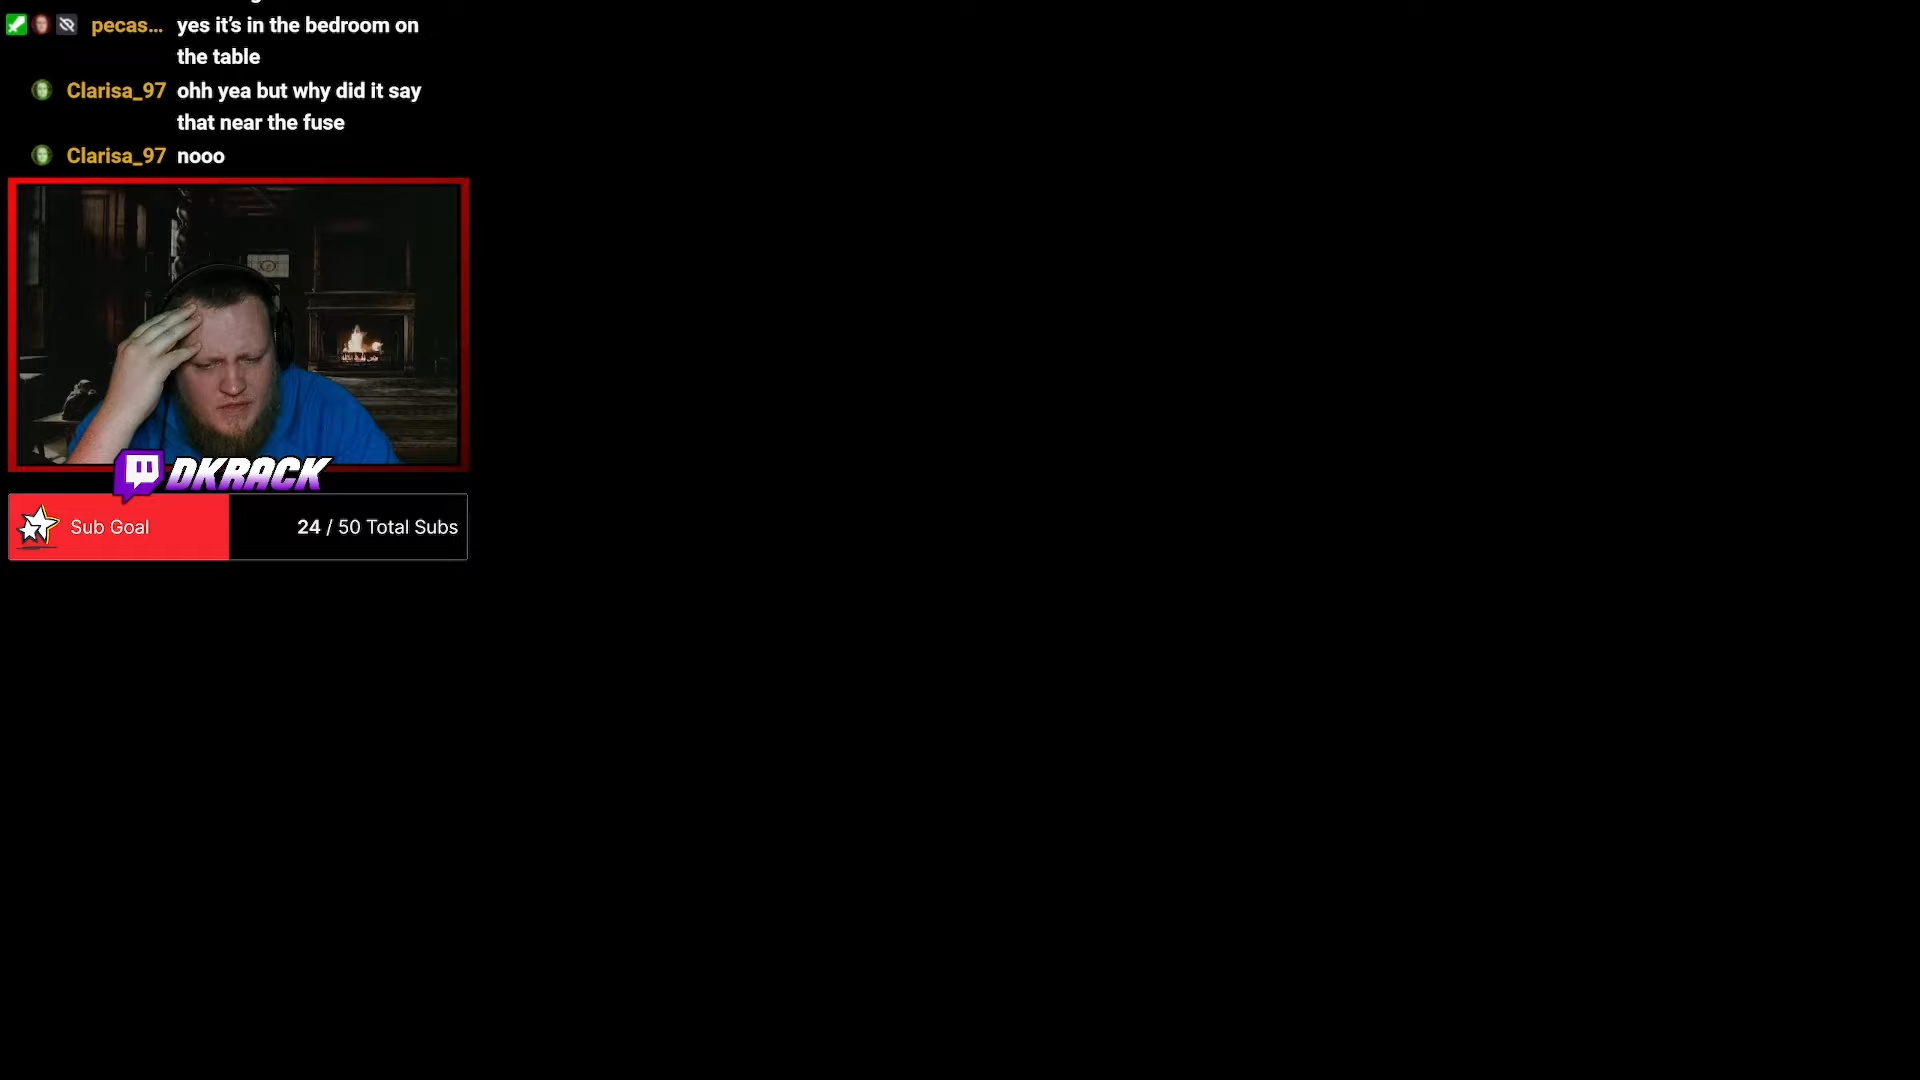 pecas... yes it's in the bedroom on
the table
Clarisa_97 ohh yea but why did it say
that near the fuse
Clarisa_97 nooo
DKRACK
Sub Goal 24 / 50 Total Subs